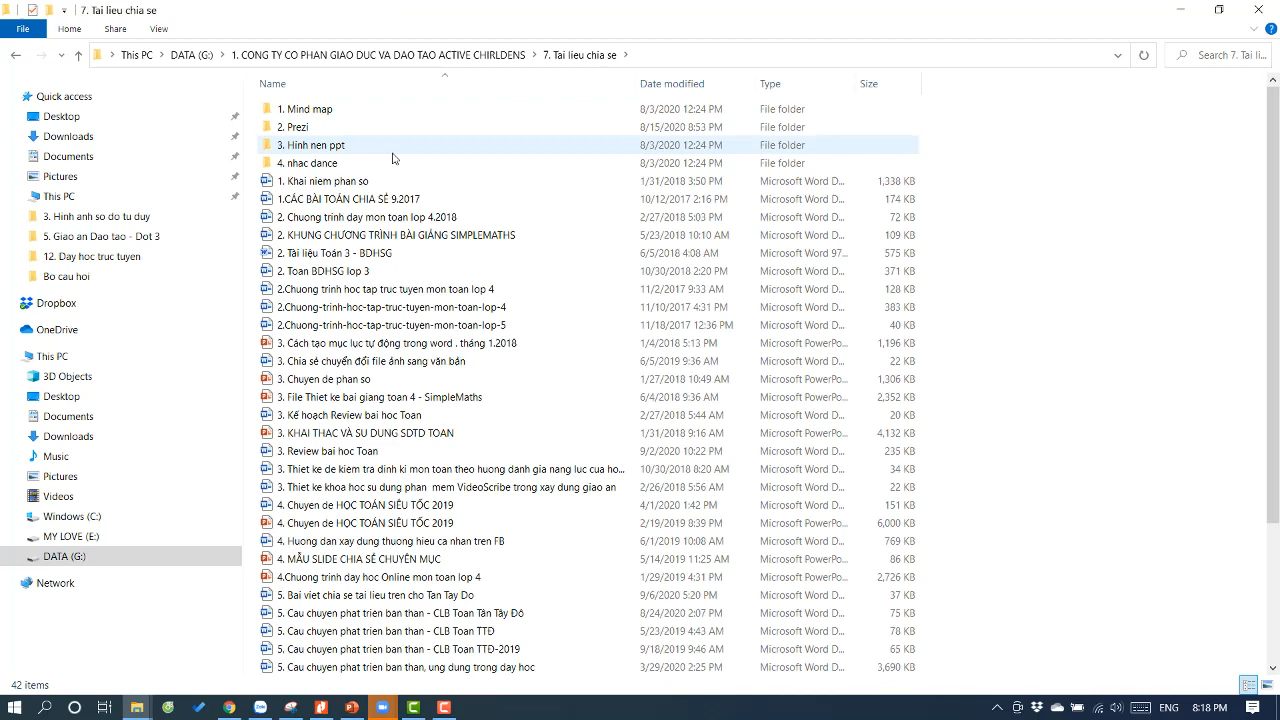 7. Tai lieu chia se
File Home Share View
This PC > DATA (G:) > 1. CONG TY CO PHAN GIAO DUC VA DAO TAO ACTIVE CHIRLDENS > 7. Tai lieu chia se >
Search 7. Tai li...
Name Date modified Type Size
Quick access
Desktop
Downloads
Documents
Pictures
This PC
3. Hinh anh so do tu duy
5. Giao an Dao tao - Dot 3
12. Day hoc truc tuyen
Bo cau hoi
Dropbox
OneDrive
This PC
3D Objects
Desktop
Documents
Downloads
Music
Pictures
Videos
Windows (C:)
MY LOVE (E:)
DATA (G:)
Network
1. Mind map 8/3/2020 12:24 PM File folder
2. Prezi 8/15/2020 8:53 PM File folder
3. Hinh nen ppt 8/3/2020 12:24 PM File folder
4. nhac dance 8/3/2020 12:24 PM File folder
1. Khai niem phan so 1/31/2018 3:50 PM Microsoft Word D... 1,338 KB
1.CÁC BÀI TOÁN CHIA SẺ 9.2017 10/12/2017 2:16 PM Microsoft Word D... 174 KB
2. Chuong trinh day mon toan lop 4.2018 2/27/2018 5:03 PM Microsoft Word D... 72 KB
2. KHUNG CHƯƠNG TRÌNH BÀI GIẢNG SIMPLEMATHS 5/23/2018 10:10 AM Microsoft Word D... 109 KB
2. Tài liệu Toán 3 - BDHSG 6/5/2018 4:08 AM Microsoft Word 97... 575 KB
2. Toan BDHSG lop 3 10/30/2018 2:20 PM Microsoft Word D... 371 KB
2.Chuong trinh hoc tap truc tuyen mon toan lop 4 11/2/2017 9:33 AM Microsoft Word D... 128 KB
2.Chuong-trinh-hoc-tap-truc-tuyen-mon-toan-lop-4 11/10/2017 4:31 PM Microsoft Word D... 383 KB
2.Chuong-trinh-hoc-tap-truc-tuyen-mon-toan-lop-5 11/18/2017 12:36 PM Microsoft Word D... 40 KB
3. Cách tạo mục lục tự động trong word . tháng 1.2018 1/4/2018 5:13 PM Microsoft PowerPo... 1,196 KB
3. Chia sẻ chuyển đổi file ảnh sang văn bản 6/5/2019 9:36 AM Microsoft Word D... 22 KB
3. Chuyen de phan so 1/27/2018 10:49 AM Microsoft PowerPo... 1,306 KB
3. File Thiet ke bai giang toan 4 - SimpleMaths 6/4/2018 9:36 AM Microsoft PowerPo... 2,352 KB
3. Kế hoạch Review bai hoc Toan 2/27/2018 5:44 AM Microsoft Word D... 20 KB
3. KHAI THAC VÀ SU DUNG SDTD TOAN 1/31/2018 9:16 AM Microsoft PowerPo... 4,132 KB
3. Review bai hoc Toan 9/2/2020 10:22 PM Microsoft Word D... 235 KB
3. Thiet ke de kiem tra dinh ki mon toan theo huong danh gia nang luc cua ho... 10/30/2018 8:20 AM Microsoft Word D... 34 KB
3. Thiet ke khoa hoc su dung phan mem VideoScribe trong xay dung giao an 2/26/2018 5:56 AM Microsoft Word D... 22 KB
4. Chuyen de HỌC TOÁN SIÊU TỐC 2019 4/1/2020 1:42 PM Microsoft Word D... 151 KB
4. Chuyen de HỌC TOÁN SIÊU TỐC 2019 2/19/2019 8:39 PM Microsoft PowerPo... 6,000 KB
4. Huong dan xay dung thuong hieu ca nhan tren FB 6/1/2019 10:08 AM Microsoft Word D... 769 KB
4. MẪU SLIDE CHIA SẺ CHUYÊN MỤC 5/14/2019 11:25 AM Microsoft PowerPo... 86 KB
4.Chuong trinh day hoc Online mon toan lop 4 1/29/2019 4:31 PM Microsoft PowerPo... 2,726 KB
5. Bai viet chia se tai lieu tren cho Tan Tay Do 9/6/2020 5:20 PM Microsoft Word D... 37 KB
5. Cau chuyen phat trien ban than - CLB Toan Tân Tây Đô 8/24/2020 2:07 PM Microsoft Word D... 75 KB
5. Cau chuyen phat trien ban than - CLB Toan TTĐ 5/23/2019 4:43 AM Microsoft Word D... 78 KB
5. Cau chuyen phat trien ban than - CLB Toan TTĐ-2019 9/18/2019 9:46 AM Microsoft Word D... 65 KB
5. Cau chuyen phat trien ban than, ung dung trong day hoc 3/29/2020 2:25 PM Microsoft Word D... 3,690 KB
42 items
ENG 8:18 PM